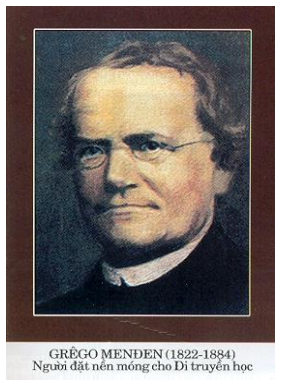 GRÊGO MENĐEN (1822-1884)
Người đặt nền móng cho Di truyền học